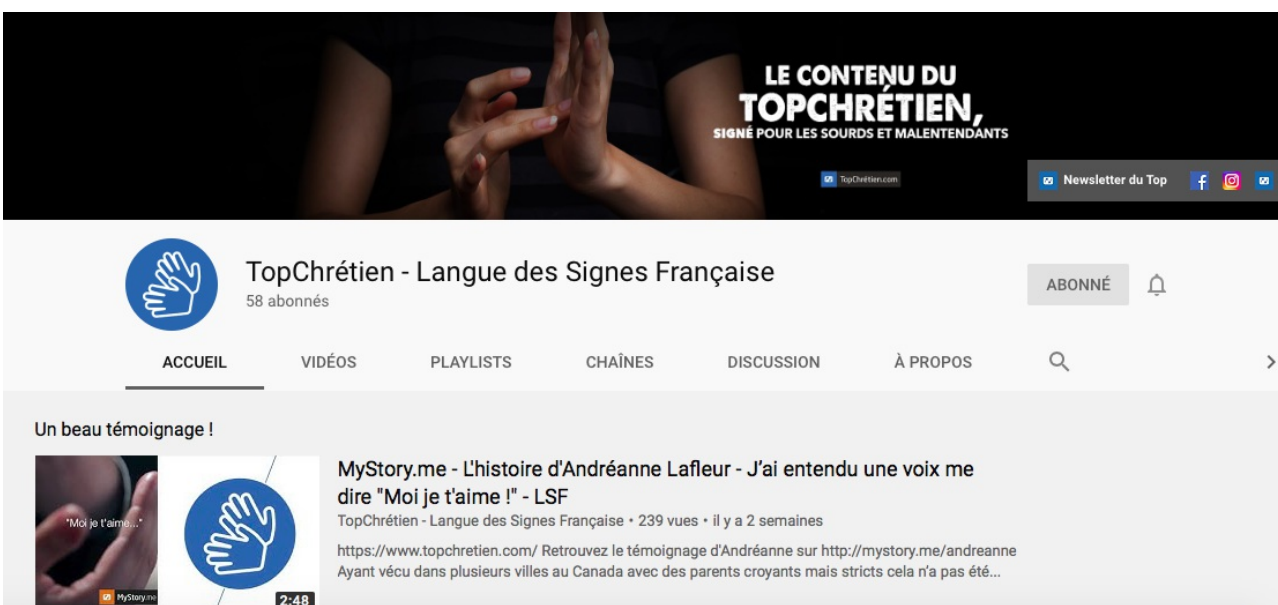 LE CONTENU DU
TOPCHRÉTIEN,
SIGNÉ POUR LES SOURDS ET MALENTENDANTS
TopChrétien.com
Newsletter du Top
TopChrétien - Langue des Signes Française
58 abonnés
ABONNÉ
ACCUEIL
VIDÉOS
PLAYLISTS
CHAÎNES
DISCUSSION
À PROPOS
Un beau témoignage !
"Moi je t'aime..."
MyStory.me
2:48
MyStory.me - L'histoire d'Andréanne Lafleur - J'ai entendu une voix me
dire "Moi je t'aime !" - LSF
TopChrétien - Langue des Signes Française • 239 vues • il y a 2 semaines
https://www.topchretien.com/ Retrouvez le témoignage d'Andréanne sur http://mystory.me/andreanne
Ayant vécu dans plusieurs villes au Canada avec des parents croyants mais stricts cela n'a pas été...